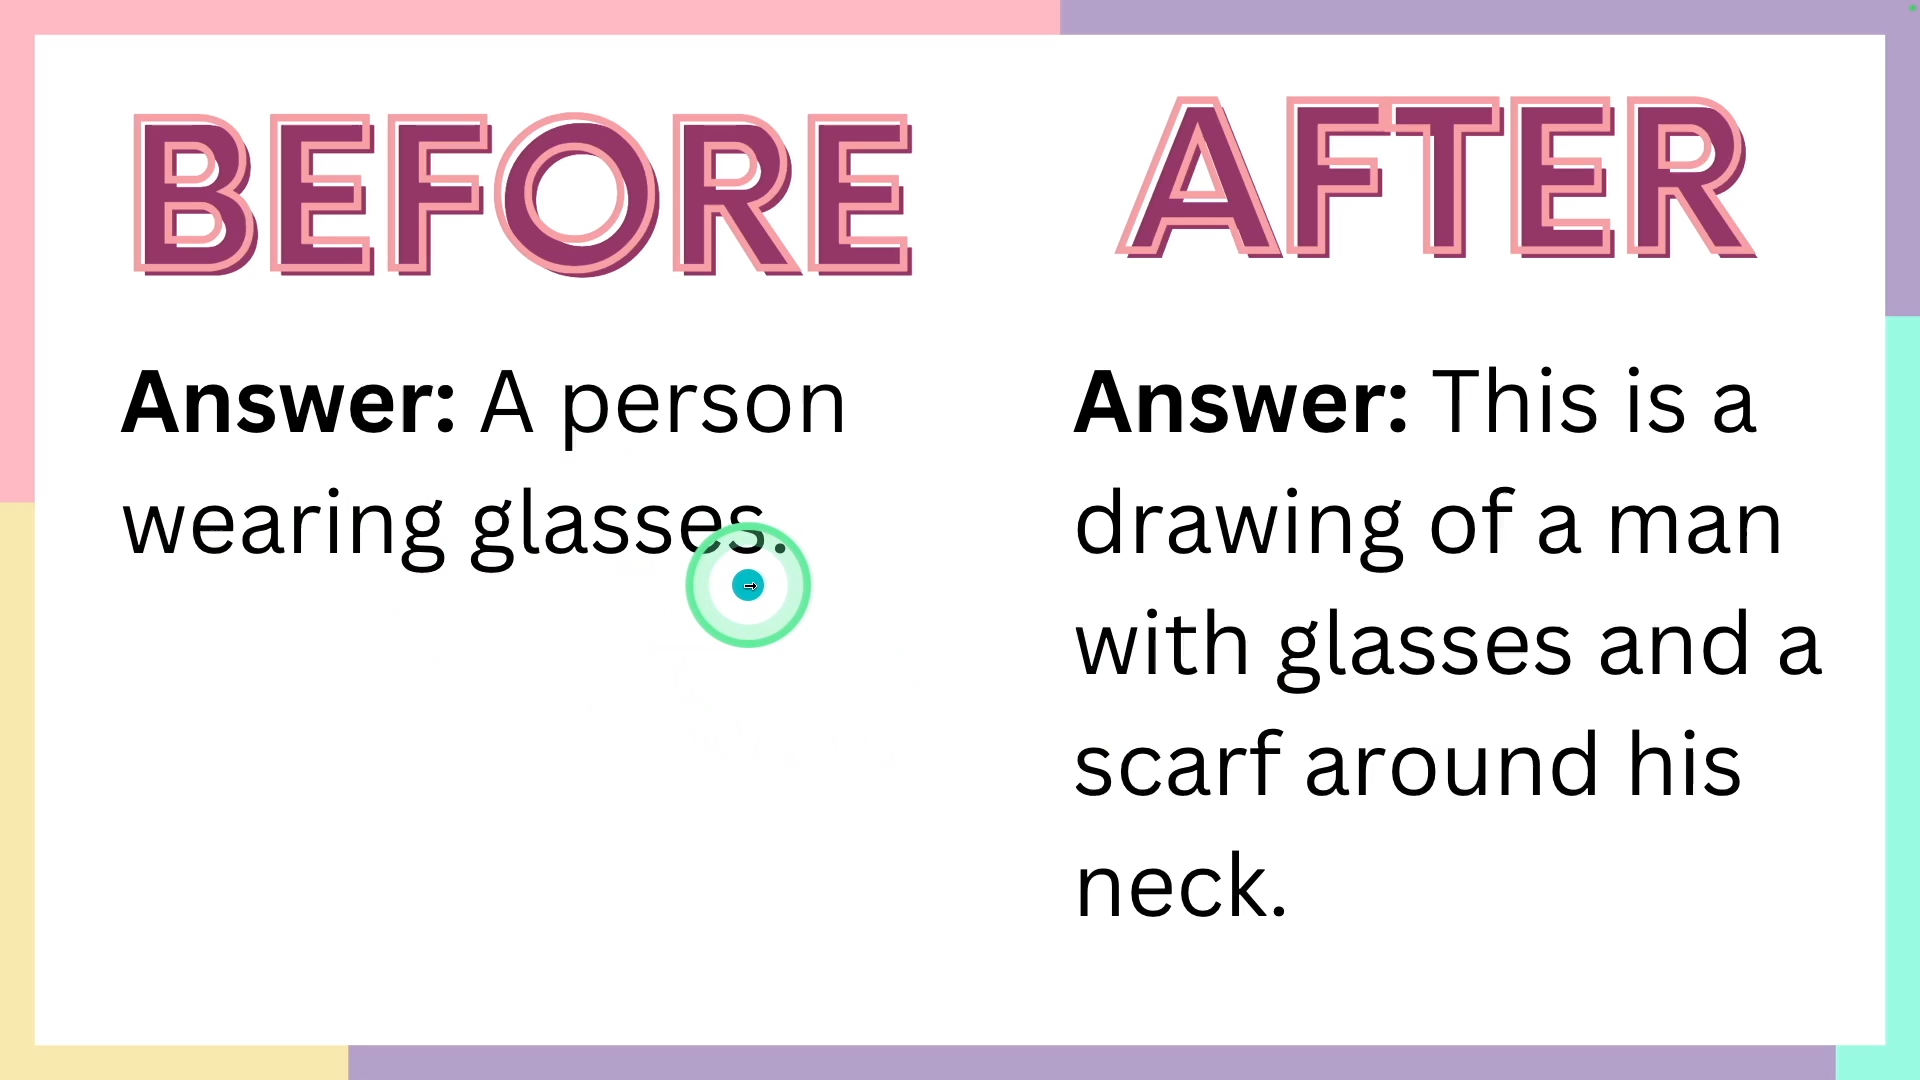 BEFORE
Answer: A person
wearing glasses.
AFTER
Answer: This is a
drawing of a man
with glasses and a
scarf around his
neck.